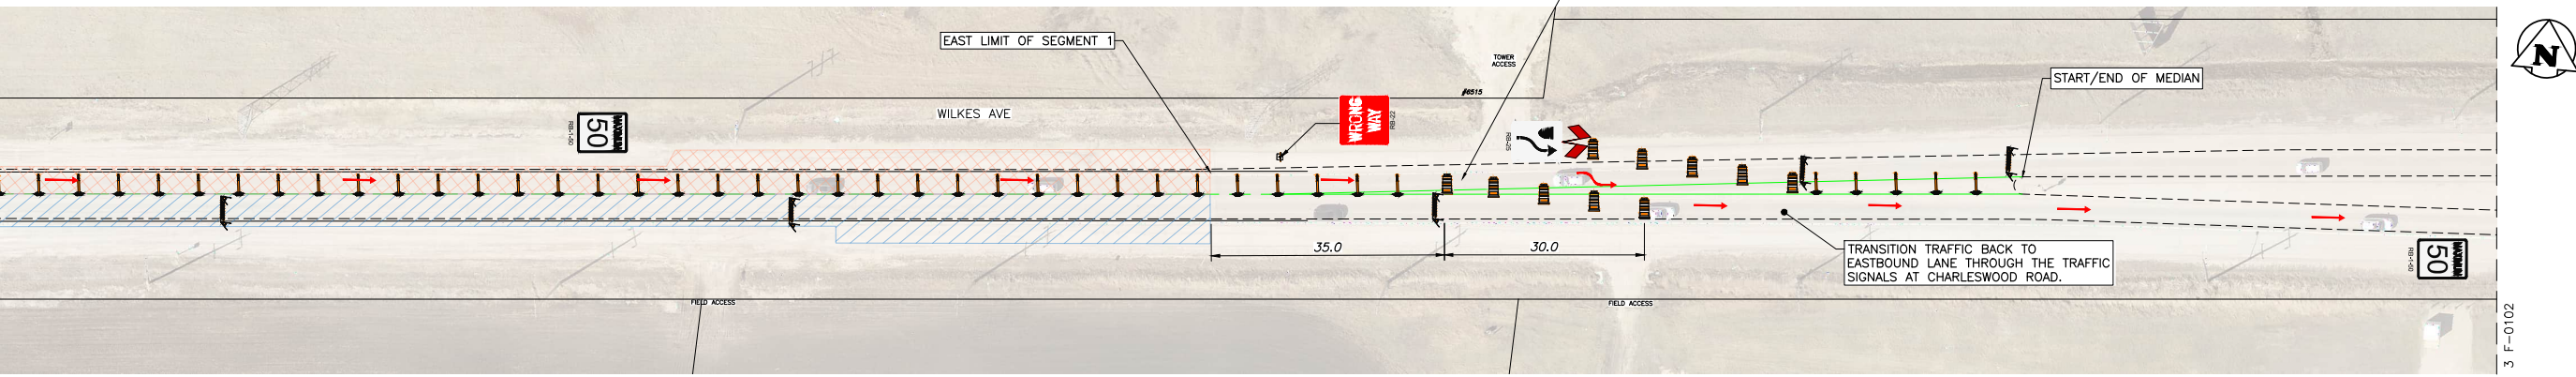 EAST LIMIT OF SEGMENT 1
TOWER
ACCESS
N
START/END OF MEDIAN
#6515
WILKES AVE
WRONG
WAY
RB-22
MAXIMUM
50
RB-1-50
RB-25
35.0
30.0
TRANSITION TRAFFIC BACK TO
EASTBOUND LANE THROUGH THE TRAFFIC
SIGNALS AT CHARLESWOOD ROAD.
MAXIMUM
50
RB-1-50
FIELD ACCESS
FIELD ACCESS
3 F-0102